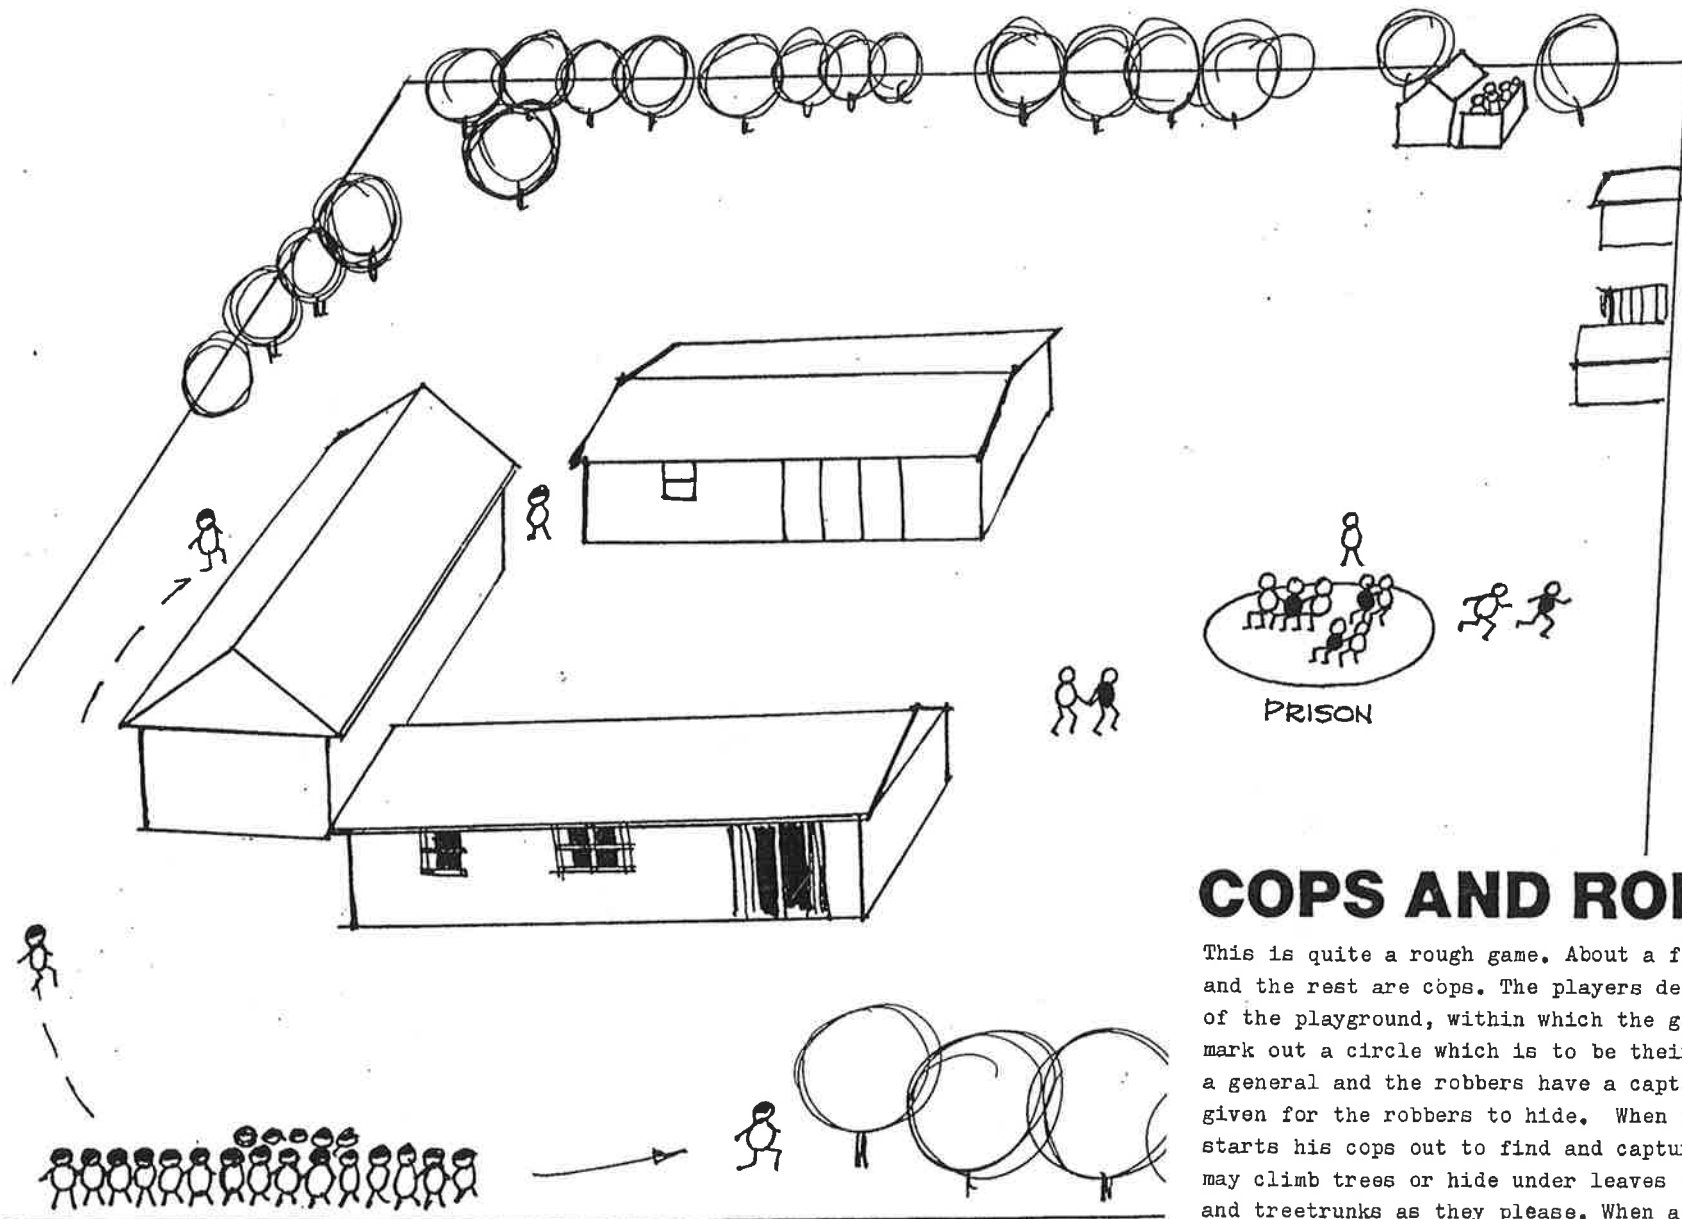 PRISON
COPS AND RO
This is quite a rough game. About a f
and the rest are cops. The players de
of the playground, within which the g
mark out a circle which is to be thei
a general and the robbers have a capt
given for the robbers to hide. When
starts his cops out to find and captu
may climb trees or hide under leaves
and treetrunks as they please. When a